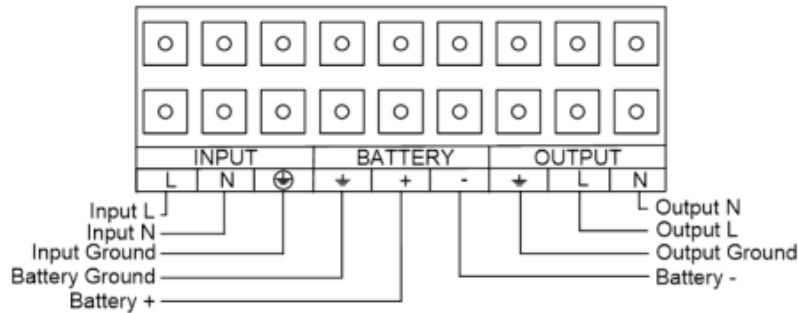 INPUT BATTERY OUTPUT
L N + - L N
Input L Output N
Input N Output L
Input Ground Output Ground
Battery Ground Battery -
Battery +